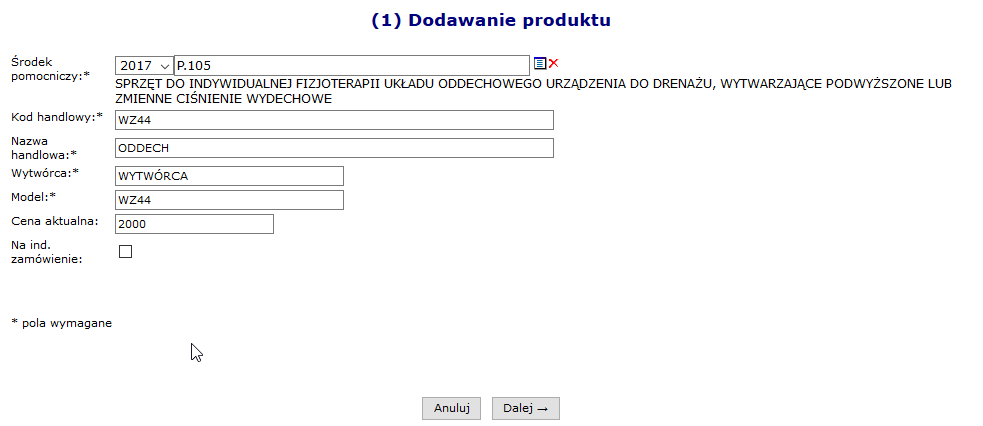 (1) Dodawanie produktu
Środek
pomocniczy:*
2017 P.105
SPRZĘT DO INDYWIDUALNEJ FIZJOTERAPII UKŁADU ODDECHOWEGO URZĄDZENIA DO DRENAŻU, WYTWARZAJĄCE PODWYŻSZONE LUB
ZMIENNE CIŚNIENIE WYDECHOWE
Kod handlowy:* WZ44
Nazwa
handlowa:* ODDECH
Wytwórca:* WYTWÓRCA
Model:* WZ44
Cena aktualna: 2000
Na ind.
zamówienie:
* pola wymagane
Anuluj Dalej →